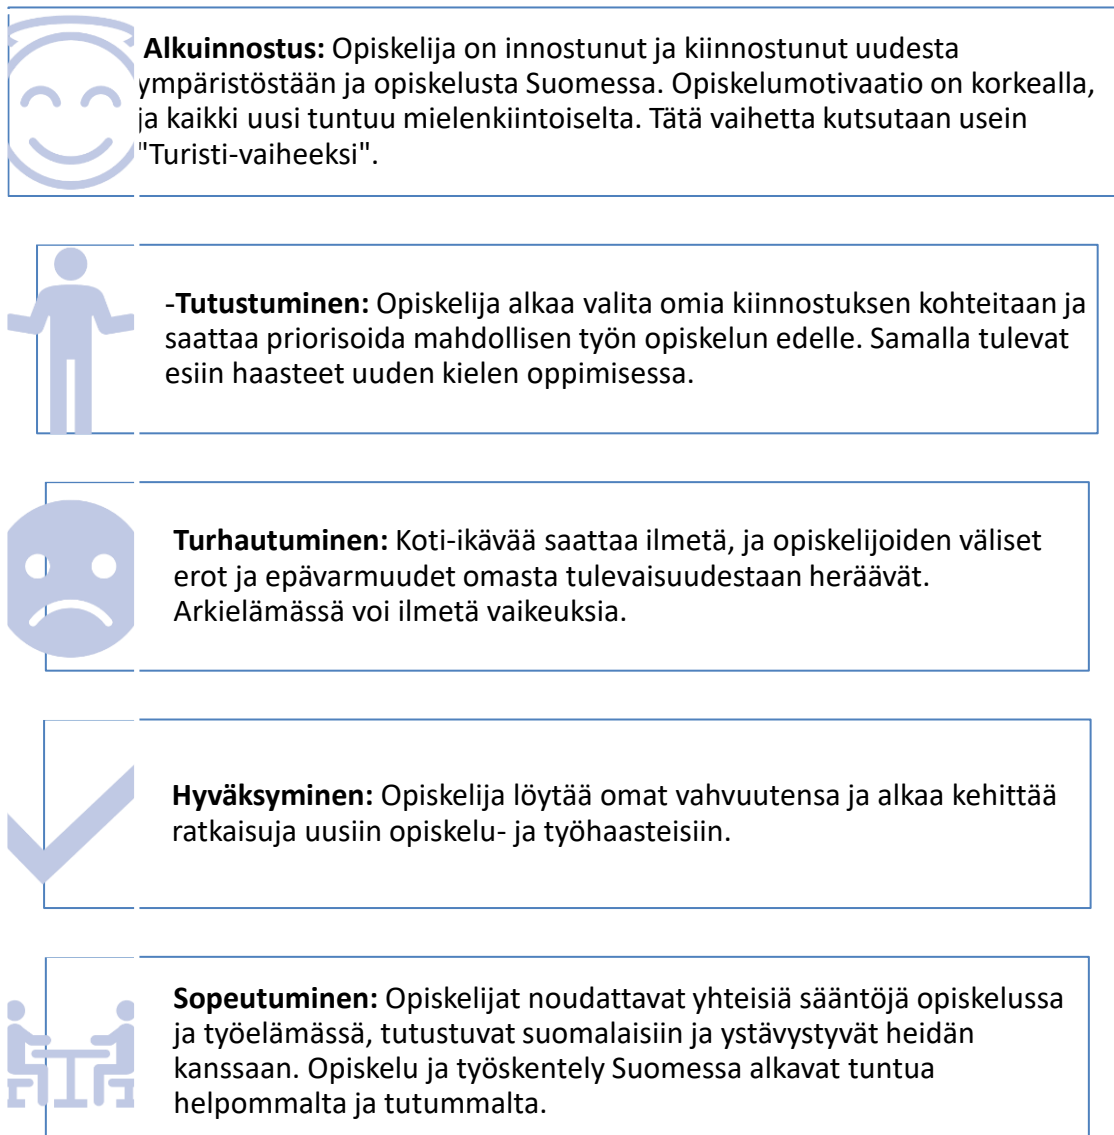 Alkuinnostus: Opiskelija on innostunut ja kiinnostunut uudesta
ympäristöstään ja opiskelusta Suomessa. Opiskelumotivaatio on korkealla,
ja kaikki uusi tuntuu mielenkiintoiselta. Tätä vaihetta kutsutaan usein
"Turisti-vaiheeksi".
-Tutustuminen: Opiskelija alkaa valita omia kiinnostuksen kohteitaan ja
saattaa priorisoida mahdollisen työn opiskelun edelle. Samalla tulevat
esiin haasteet uuden kielen oppimisessa.
Turhautuminen: Koti-ikävää saattaa ilmetä, ja opiskelijoiden väliset
erot ja epävarmuudet omasta tulevaisuudestaan heräävät.
Arkielämässä voi ilmetä vaikeuksia.
Hyväksyminen: Opiskelija löytää omat vahvuutensa ja alkaa kehittää
ratkaisuja uusiin opiskelu- ja työhaasteisiin.
Sopeutuminen: Opiskelijat noudattavat yhteisiä sääntöjä opiskelussa
ja työelämässä, tutustuvat suomalaisiin ja ystävystyvät heidän
kanssaan. Opiskelu ja työskentely Suomessa alkavat tuntua
helpommalta ja tutummalta.